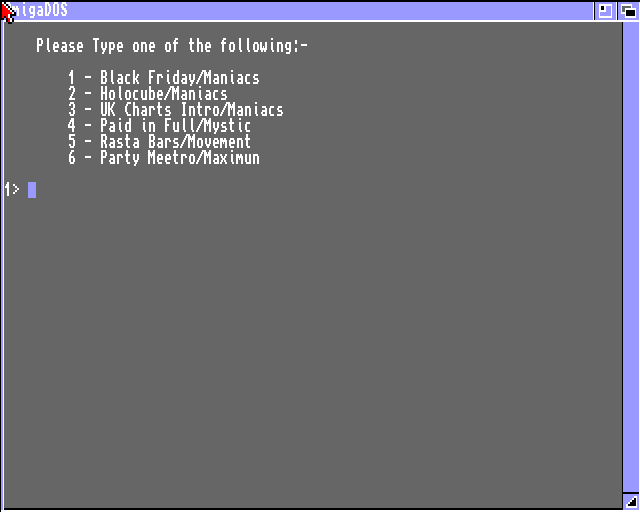 migaDOS
Please Type one of the following:-
1 - Black Friday/Maniacs
2 - Holocube/Maniacs
3 - UK Charts Intro/Maniacs
4 - Paid in Full/Mystic
5 - Rasta Bars/Movement
6 - Party Meetro/Maximun
1>